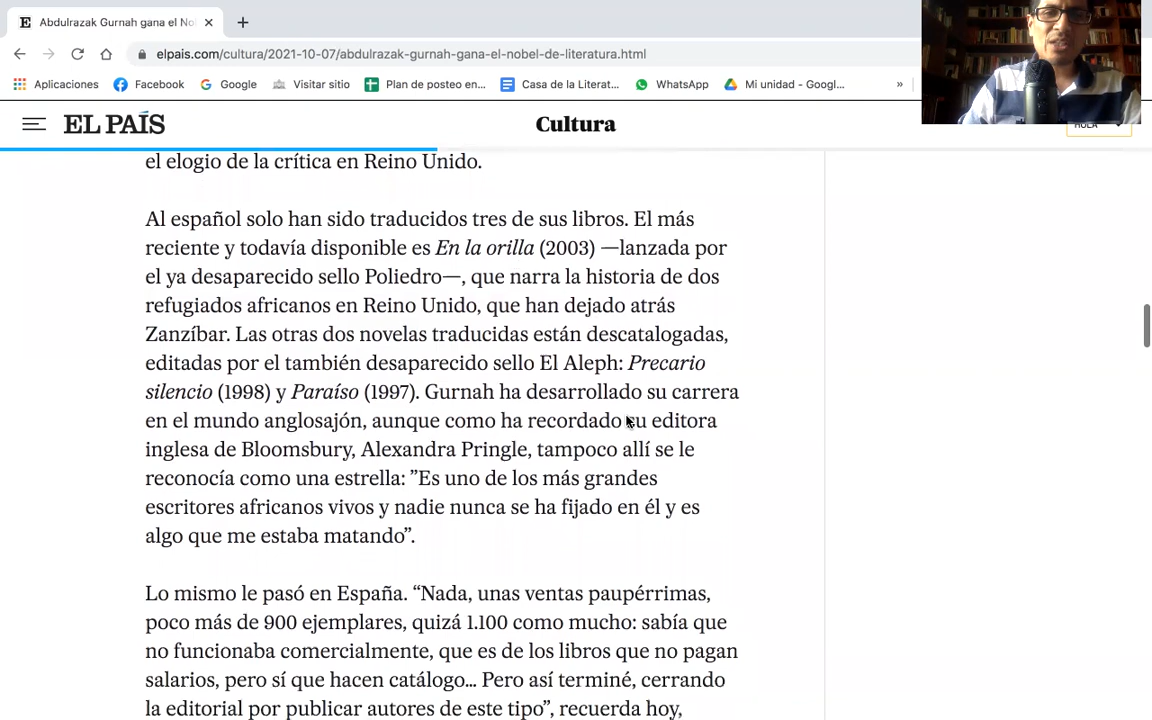 Abdulrazak Gurnah gana el No
elpais.com/cultura/2021-10-07/abdulrazak-gurnah-gana-el-nobel-de-literatura.html
Aplicaciones Facebook Google Visitar sitio Plan de posteo en... Casa de la Literat... WhatsApp Mi unidad - Googl... »
EL PAÍS Cultura HOLA
el elogio de la crítica en Reino Unido.
Al español solo han sido traducidos tres de sus libros. El más
reciente y todavía disponible es En la orilla (2003) —lanzada por
el ya desaparecido sello Poliedro—, que narra la historia de dos
refugiados africanos en Reino Unido, que han dejado atrás
Zanzíbar. Las otras dos novelas traducidas están descatalogadas,
editadas por el también desaparecido sello El Aleph: Precario
silencio (1998) y Paraíso (1997). Gurnah ha desarrollado su carrera
en el mundo anglosajón, aunque como ha recordado su editora
inglesa de Bloomsbury, Alexandra Pringle, tampoco allí se le
reconocía como una estrella: ”Es uno de los más grandes
escritores africanos vivos y nadie nunca se ha fijado en él y es
algo que me estaba matando”.
Lo mismo le pasó en España. “Nada, unas ventas paupérrimas,
poco más de 900 ejemplares, quizá 1.100 como mucho: sabía que
no funcionaba comercialmente, que es de los libros que no pagan
salarios, pero sí que hacen catálogo... Pero así terminé, cerrando
la editorial por publicar autores de este tipo”, recuerda hoy,